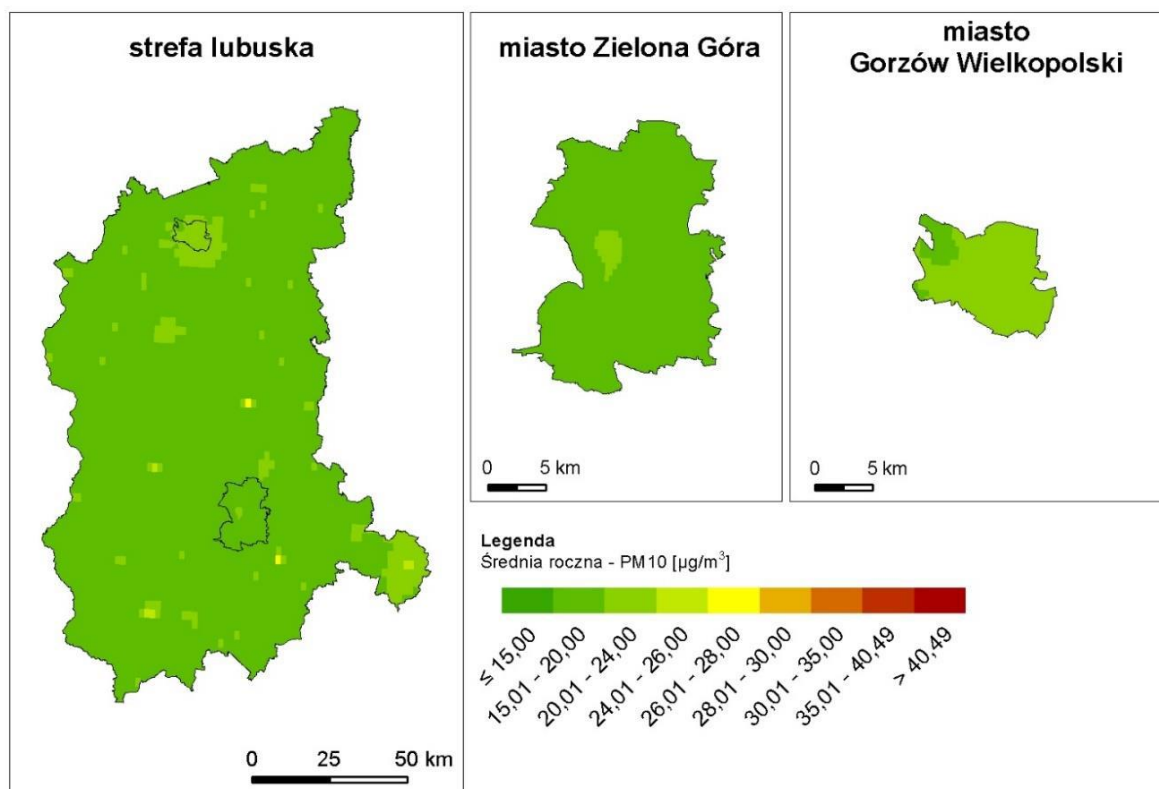 strefa lubuska
miasto Zielona Góra
miasto
Gorzów Wielkopolski
0 5 km
0 5 km
Legenda
Średnia roczna - PM10 [µg/m³]
≤ 15,00
15,01 - 20,00
20,01 - 24,00
24,01 - 26,00
26,01 - 28,00
28,01 - 30,00
30,01 - 35,00
35,01 - 40,49
> 40,49
0 25 50 km